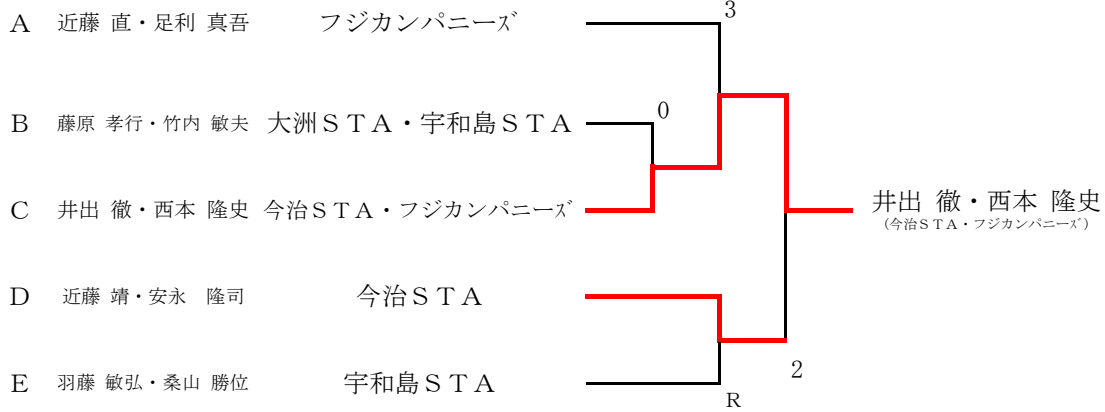 3
A 近藤 直・足利 真吾 フジカンパニーズ
0
B 藤原 孝行・竹内 敏夫 大洲ＳＴＡ・宇和島ＳＴＡ
C 井出 徹・西本 隆史 今治ＳＴＡ・フジカンパニーズ
井出 徹・西本 隆史
(今治ＳＴＡ・フジカンパニーズ)
D 近藤 靖・安永 隆司 今治ＳＴＡ
2
E 羽藤 敏弘・桑山 勝位 宇和島ＳＴＡ
R